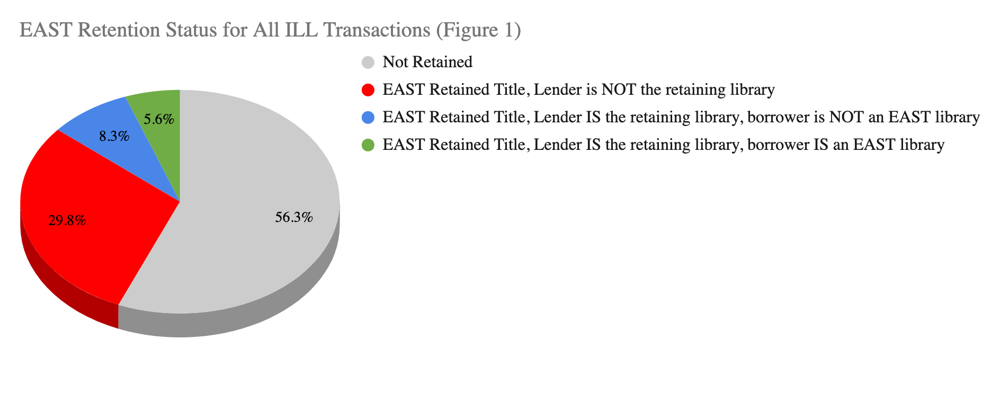 EAST Retention Status for All ILL Transactions (Figure 1)
Not Retained
EAST Retained Title, Lender is NOT the retaining library
EAST Retained Title, Lender IS the retaining library, borrower is NOT an EAST library
EAST Retained Title, Lender IS the retaining library, borrower IS an EAST library
5.6%
8.3%
29.8%
56.3%